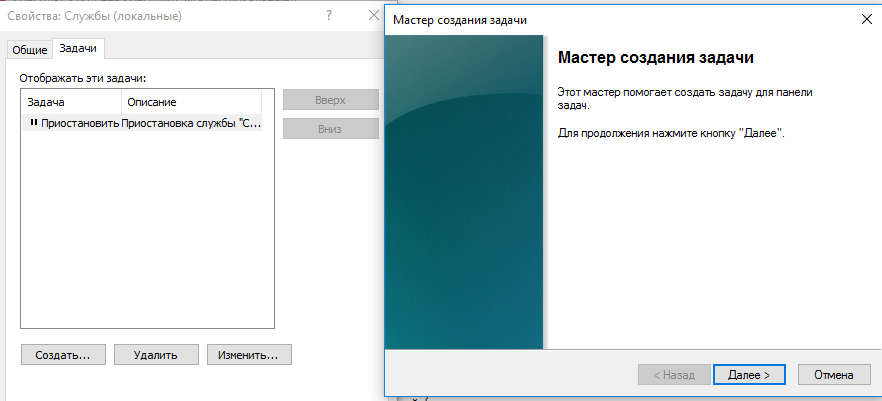 Свойства: Службы (локальные)
Общие
Задачи
Отображать эти задачи:
Задача
Описание
Приостановить
Приостановка службы "С...
Вверх
Вниз
Создать...
Удалить
Изменить...
Мастер создания задачи
Мастер создания задачи
Этот мастер помогает создать задачу для панели
задач.
Для продолжения нажмите кнопку "Далее".
< Назад
Далее >
Отмена